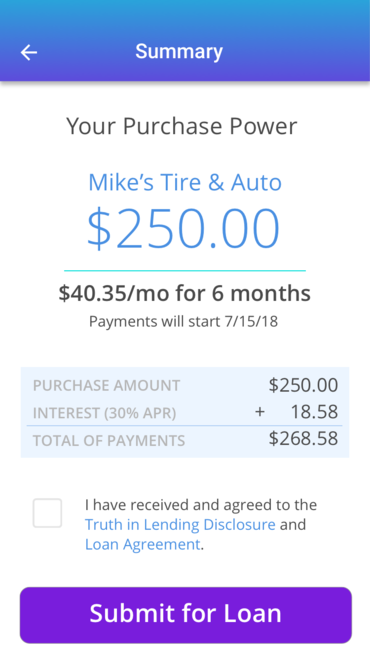 Summary
Your Purchase Power
Mike’s Tire & Auto
$250.00
$40.35/mo for 6 months
Payments will start 7/15/18
PURCHASE AMOUNT $250.00
INTEREST (30% APR) + 18.58
TOTAL OF PAYMENTS $268.58
I have received and agreed to the
Truth in Lending Disclosure and
Loan Agreement.
Submit for Loan